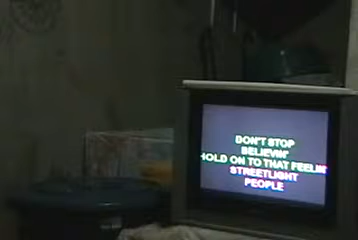 DON'T STOP
BELIEVIN'
HOLD ON TO THAT FEELIN'
STREETLIGHT
PEOPLE